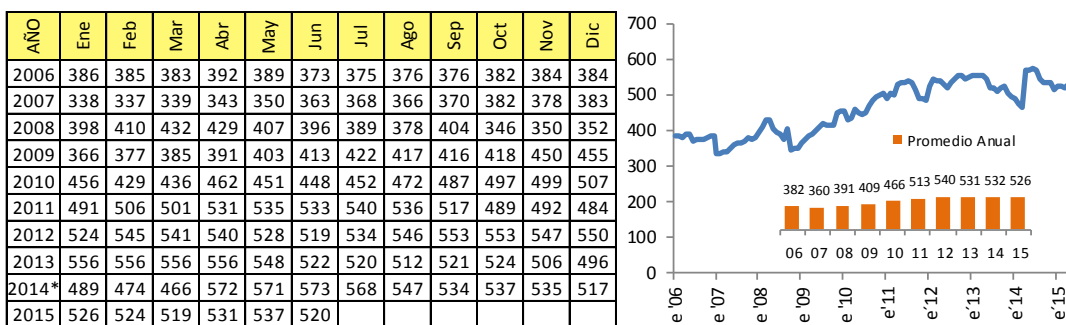 AÑO Ene Feb Mar Abr May Jun Jul Ago Sep Oct Nov Dic
2006 386 385 383 392 389 373 375 376 376 382 384 384
2007 338 337 339 343 350 363 368 366 370 382 378 383
2008 398 410 432 429 407 396 389 378 404 346 350 352
2009 366 377 385 391 403 413 422 417 416 418 450 455
2010 456 429 436 462 451 448 452 472 487 497 499 507
2011 491 506 501 531 535 533 540 536 517 489 492 484
2012 524 545 541 540 528 519 534 546 553 553 547 550
2013 556 556 556 556 548 522 520 512 521 524 506 496
2014* 489 474 466 572 571 573 568 547 534 537 535 517
2015 526 524 519 531 537 520
700
600
500
400
300
200
100
0
Promedio Anual
382 360 391 409 466 513 540 531 532 526
06 07 08 09 10 11 12 13 14 15
e '06
e '07
e '08
e '09
e '10
e '11
e '12
e '13
e '14
e '15